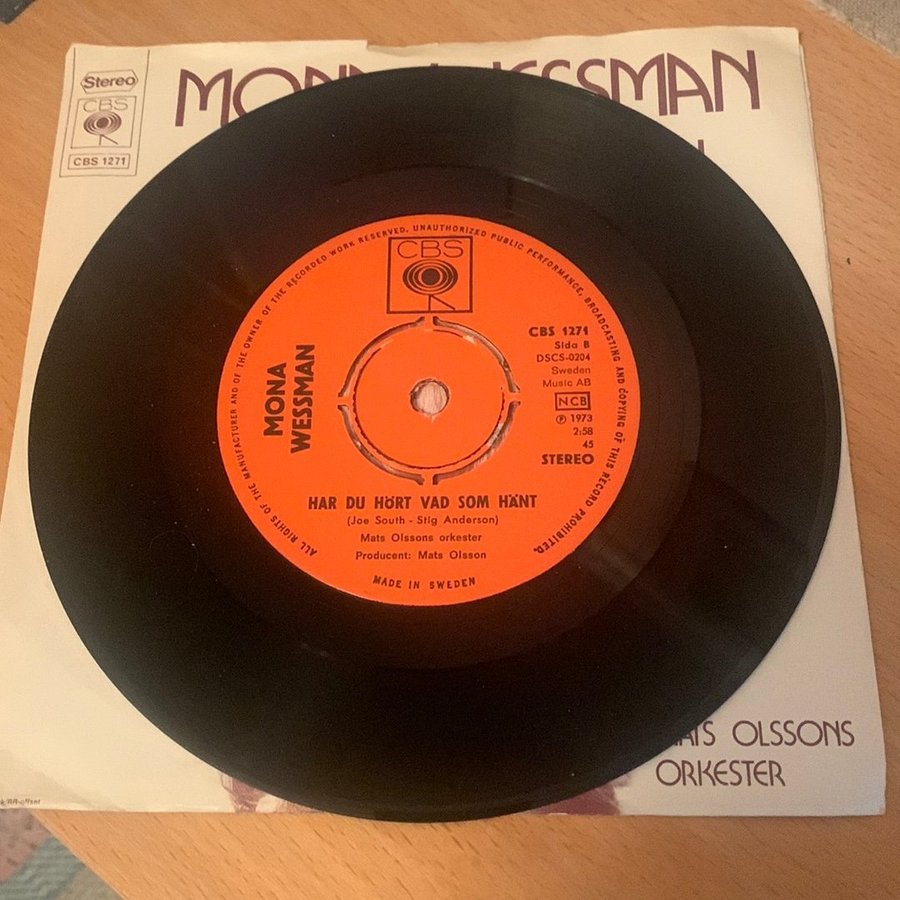 Stereo
CBS
CBS 1271
MONA WESSMAN
ALL RIGHTS OF THE MANUFACTURER AND OF THE OWNER OF THE RECORDED WORK RESERVED. UNAUTHORIZED PUBLIC PERFORMANCE, BROADCASTING AND COPYING OF THIS RECORD PROHIBITED.
CBS
CBS 1271
Sida B
DSCS-0204
Sweden
Music AB
NCB
℗ 1973
2:58
45
STEREO
MONA
WESSMAN
HAR DU HÖRT VAD SOM HÄNT
(Joe South - Stig Anderson)
Mats Olssons orkester
Producent: Mats Olsson
MADE IN SWEDEN
MATS OLSSONS
ORKESTER